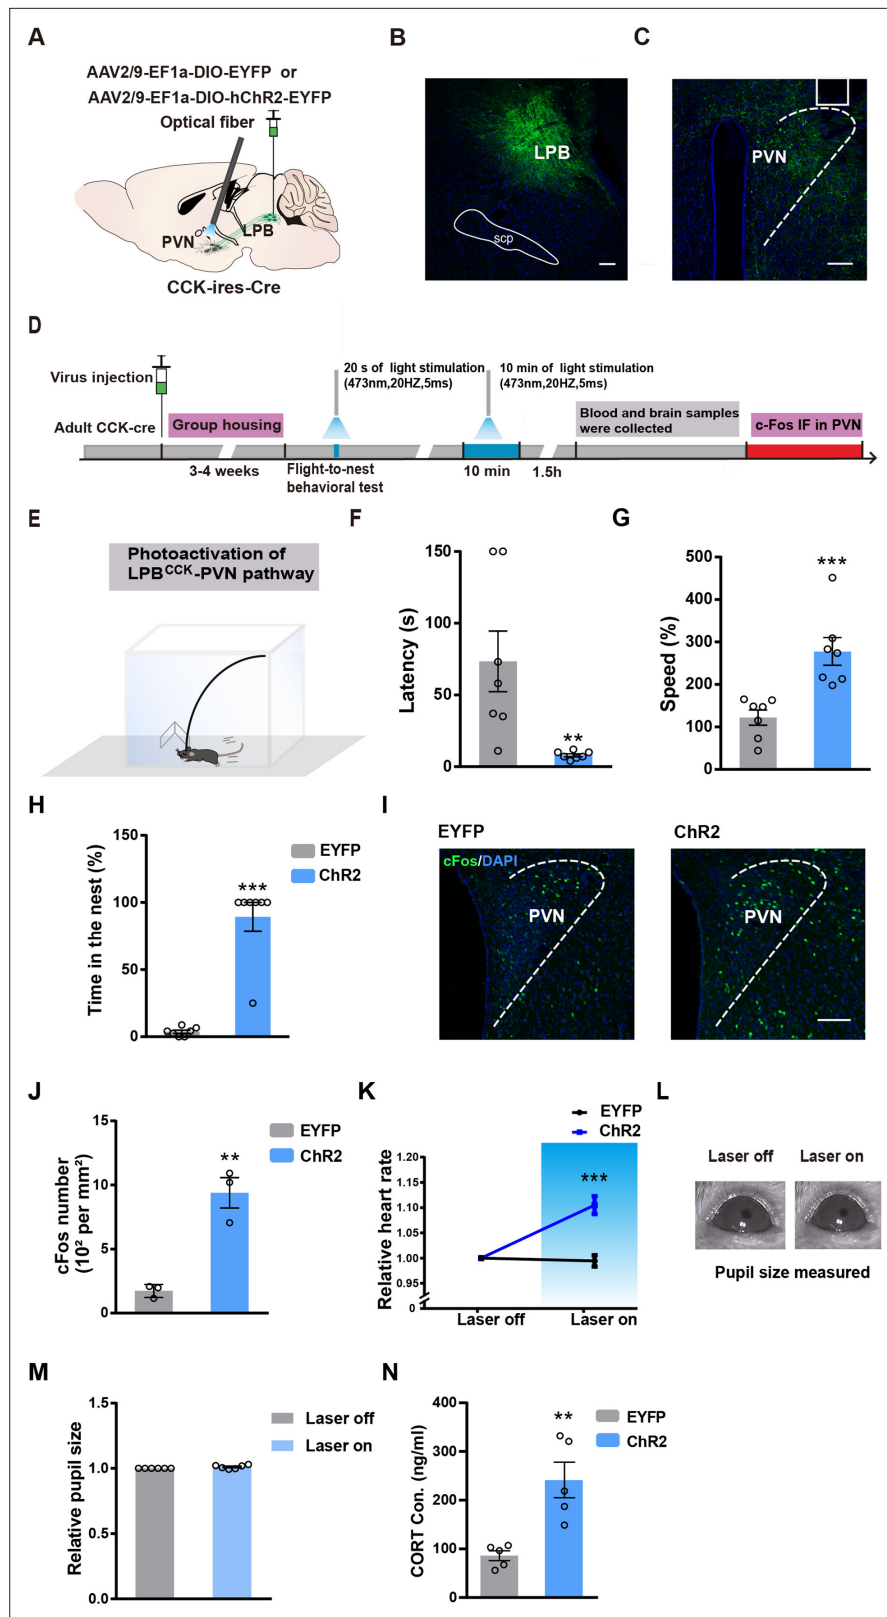 A
AAV2/9-EF1a-DIO-EYFP or
AAV2/9-EF1a-DIO-hChR2-EYFP
Optical fiber
PVN
LPB
CCK-ires-Cre
B
LPB
scp
C
PVN
D
Virus injection
20 s of light stimulation
(473nm,20HZ,5ms)
10 min of light stimulation
(473nm,20HZ,5ms)
Adult CCK-cre
Group housing
Blood and brain samples
were collected
c-Fos IF in PVN
3-4 weeks
Flight-to-nest
behavioral test
10 min
1.5h
E
Photoactivation of
LPBCCK-PVN pathway
F
Latency (s)
150
100
50
0
**
G
Speed (%)
500
400
300
200
100
0
***
H
Time in the nest (%)
150
100
50
0
***
EYFP
ChR2
I
EYFP
cFos/DAPI
PVN
ChR2
PVN
J
cFos number
(10² per mm²)
15
10
5
0
**
EYFP
ChR2
K
EYFP
ChR2
Relative heart rate
1.20
1.15
1.10
1.05
1.00
0.95
0
***
Laser off
Laser on
L
Laser off
Laser on
Pupil size measured
M
Relative pupil size
1.5
1.0
0.5
0.0
Laser off
Laser on
N
CORT Con. (ng/ml)
400
300
200
100
0
**
EYFP
ChR2